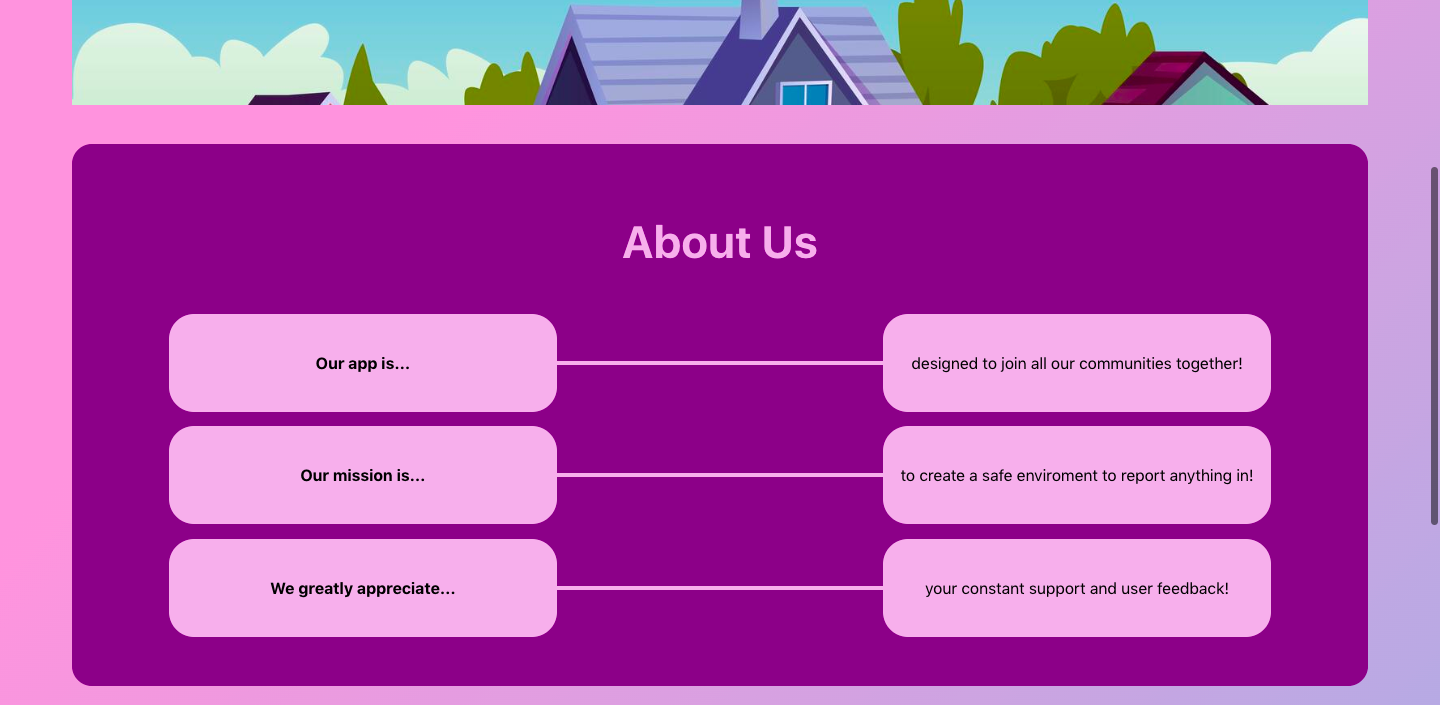 About Us
Our app is...
designed to join all our communities together!
Our mission is...
to create a safe enviroment to report anything in!
We greatly appreciate...
your constant support and user feedback!